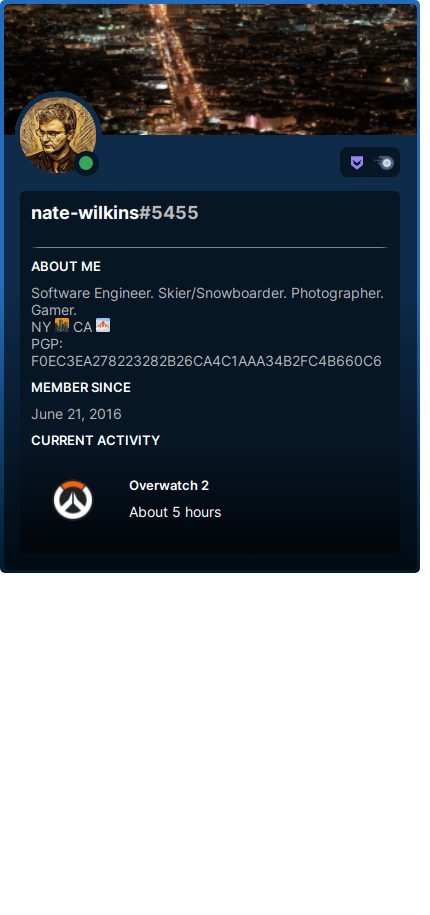 nate-wilkins#5455
ABOUT ME
Software Engineer. Skier/Snowboarder. Photographer.
Gamer.
NY 🌆 CA 🌁
PGP:
F0EC3EA278223282B26CA4C1AAA34B2FC4B660C6
MEMBER SINCE
June 21, 2016
CURRENT ACTIVITY
Overwatch 2
About 5 hours